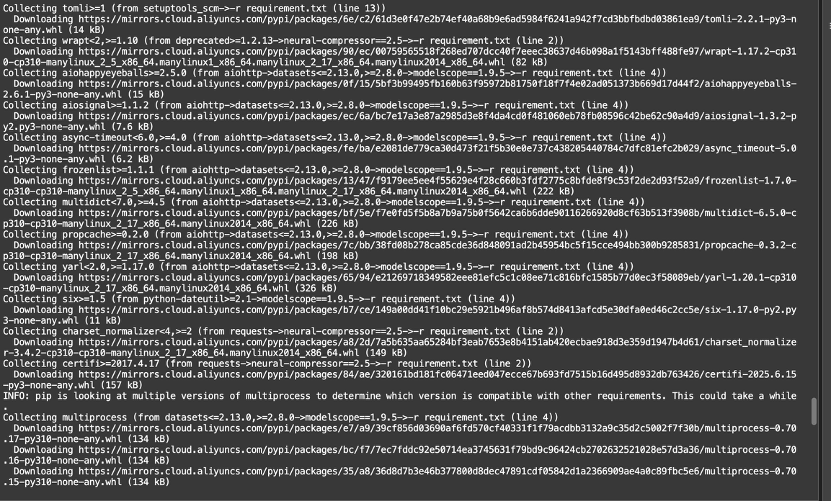 Collecting tomli>=1 (from setuptools_scm->-r requirement.txt (line 13))
  Downloading https://mirrors.cloud.aliyuncs.com/pypi/packages/6e/c2/61d3e0f47e2b74ef40a68b9e6ad5984f6241a942f7cd3bbfbdbd03861ea9/tomli-2.2.1-py3-n
one-any.whl (14 kB)
Collecting wrapt<2,>=1.10 (from deprecated>=1.2.13->neural-compressor==2.5->-r requirement.txt (line 2))
  Downloading https://mirrors.cloud.aliyuncs.com/pypi/packages/90/ec/00759565518f268ed707dcc40f7eeec38637d46b098a1f5143bff488fe97/wrapt-1.17.2-cp31
0-cp310-manylinux_2_5_x86_64.manylinux1_x86_64.manylinux_2_17_x86_64.manylinux2014_x86_64.whl (82 kB)
Collecting aiohappyeyeballs>=2.5.0 (from aiohttp->datasets<=2.13.0,>=2.8.0->modelscope==1.9.5->-r requirement.txt (line 4))
  Downloading https://mirrors.cloud.aliyuncs.com/pypi/packages/0f/15/5bf3b99495fb160b63f95972b81750f18f7f4e02ad051373b669d17d44f2/aiohappyeyeballs-
2.6.1-py3-none-any.whl (15 kB)
Collecting aiosignal>=1.1.2 (from aiohttp->datasets<=2.13.0,>=2.8.0->modelscope==1.9.5->-r requirement.txt (line 4))
  Downloading https://mirrors.cloud.aliyuncs.com/pypi/packages/ec/6a/bc7e17a3e87a2985d3e8f4da4cd0f481060eb78fb08596c42be62c90a4d9/aiosignal-1.3.2-p
y2.py3-none-any.whl (7.6 kB)
Collecting async-timeout<6.0,>=4.0 (from aiohttp->datasets<=2.13.0,>=2.8.0->modelscope==1.9.5->-r requirement.txt (line 4))
  Downloading https://mirrors.cloud.aliyuncs.com/pypi/packages/fe/ba/e2081de779ca30d473f21f5b30e0e737c438205440784c7dfc81efc2b029/async_timeout-5.0
.1-py3-none-any.whl (6.2 kB)
Collecting frozenlist>=1.1.1 (from aiohttp->datasets<=2.13.0,>=2.8.0->modelscope==1.9.5->-r requirement.txt (line 4))
  Downloading https://mirrors.cloud.aliyuncs.com/pypi/packages/13/47/f9179ee5ee4f55629e4f28c660b3fdf2775c8bfde8f9c53f2de2d93f52a9/frozenlist-1.7.0-
cp310-cp310-manylinux_2_5_x86_64.manylinux1_x86_64.manylinux_2_17_x86_64.manylinux2014_x86_64.whl (222 kB)
Collecting multidict<7.0,>=4.5 (from aiohttp->datasets<=2.13.0,>=2.8.0->modelscope==1.9.5->-r requirement.txt (line 4))
  Downloading https://mirrors.cloud.aliyuncs.com/pypi/packages/bf/5e/f7e0fd5f5b8a7b9a75b0f5642ca6b6dde90116266920d8cf63b513f3908b/multidict-6.5.0-c
p310-cp310-manylinux_2_17_x86_64.manylinux2014_x86_64.whl (226 kB)
Collecting propcache>=0.2.0 (from aiohttp->datasets<=2.13.0,>=2.8.0->modelscope==1.9.5->-r requirement.txt (line 4))
  Downloading https://mirrors.cloud.aliyuncs.com/pypi/packages/7c/bb/38fd08b278ca85cde36d848091ad2b45954bc5f15cce494bb300b9285831/propcache-0.3.2-c
p310-cp310-manylinux_2_17_x86_64.manylinux2014_x86_64.whl (198 kB)
Collecting yarl<2.0,>=1.17.0 (from aiohttp->datasets<=2.13.0,>=2.8.0->modelscope==1.9.5->-r requirement.txt (line 4))
  Downloading https://mirrors.cloud.aliyuncs.com/pypi/packages/65/94/e21269718349582eee81efc5c1c08ee71c816bfc1585b77d0ec3f58089eb/yarl-1.20.1-cp310
-cp310-manylinux_2_17_x86_64.manylinux2014_x86_64.whl (326 kB)
Collecting six>=1.5 (from python-dateutil>=2.1->modelscope==1.9.5->-r requirement.txt (line 4))
  Downloading https://mirrors.cloud.aliyuncs.com/pypi/packages/b7/ce/149a00dd41f10bc29e5921b496af8b574d8413afcd5e30dfa0ed46c2cc5e/six-1.17.0-py2.py
3-none-any.whl (11 kB)
Collecting charset_normalizer<4,>=2 (from requests->neural-compressor==2.5->-r requirement.txt (line 2))
  Downloading https://mirrors.cloud.aliyuncs.com/pypi/packages/a8/2d/7a5b635aa65284bf3eab7653e8b4151ab420ecbae918d3e359d1947b4d61/charset_normalize
r-3.4.2-cp310-cp310-manylinux_2_17_x86_64.manylinux2014_x86_64.whl (149 kB)
Collecting certifi>=2017.4.17 (from requests->neural-compressor==2.5->-r requirement.txt (line 2))
  Downloading https://mirrors.cloud.aliyuncs.com/pypi/packages/84/ae/320161bd181fc06471eed047ecce67b693fd7515b16d495d8932db763426/certifi-2025.6.15
-py3-none-any.whl (157 kB)
INFO: pip is looking at multiple versions of multiprocess to determine which version is compatible with other requirements. This could take a while
.
Collecting multiprocess (from datasets<=2.13.0,>=2.8.0->modelscope==1.9.5->-r requirement.txt (line 4))
  Downloading https://mirrors.cloud.aliyuncs.com/pypi/packages/e7/a9/39cf856d03690af6fd570cf40331f1f79acdbb3132a9c35d2c5002f7f30b/multiprocess-0.70
.17-py310-none-any.whl (134 kB)
  Downloading https://mirrors.cloud.aliyuncs.com/pypi/packages/bc/f7/7ec7fddc92e50714ea3745631f79bd9c96424cb2702632521028e57d3a36/multiprocess-0.70
.16-py310-none-any.whl (134 kB)
  Downloading https://mirrors.cloud.aliyuncs.com/pypi/packages/35/a8/36d8d7b3e46b377800d8dec47891cdf05842d1a2366909ae4a0c89fbc5e6/multiprocess-0.70
.15-py310-none-any.whl (134 kB)